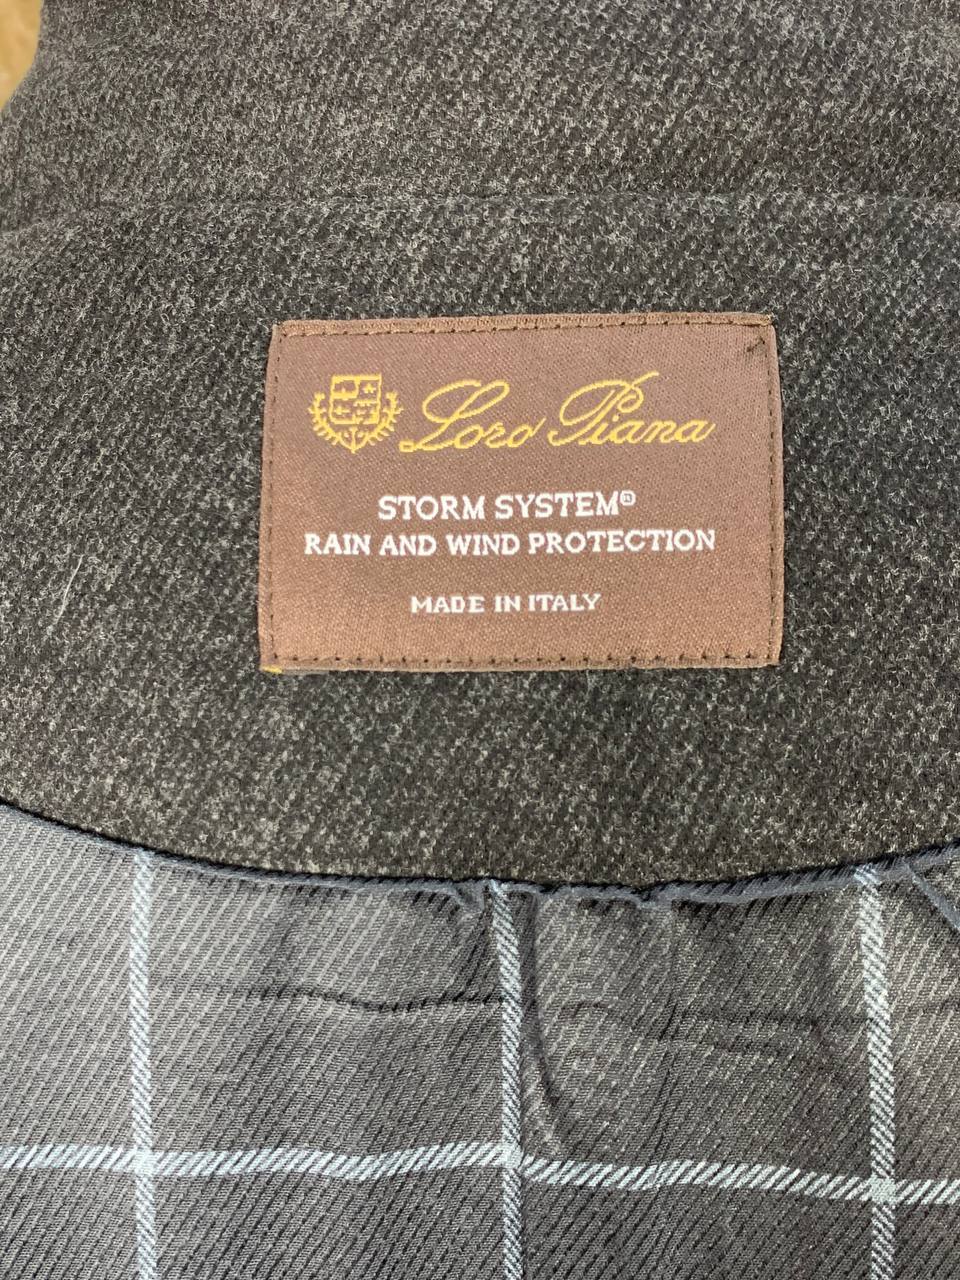 Loro Piana
STORM SYSTEM®
RAIN AND WIND PROTECTION
MADE IN ITALY